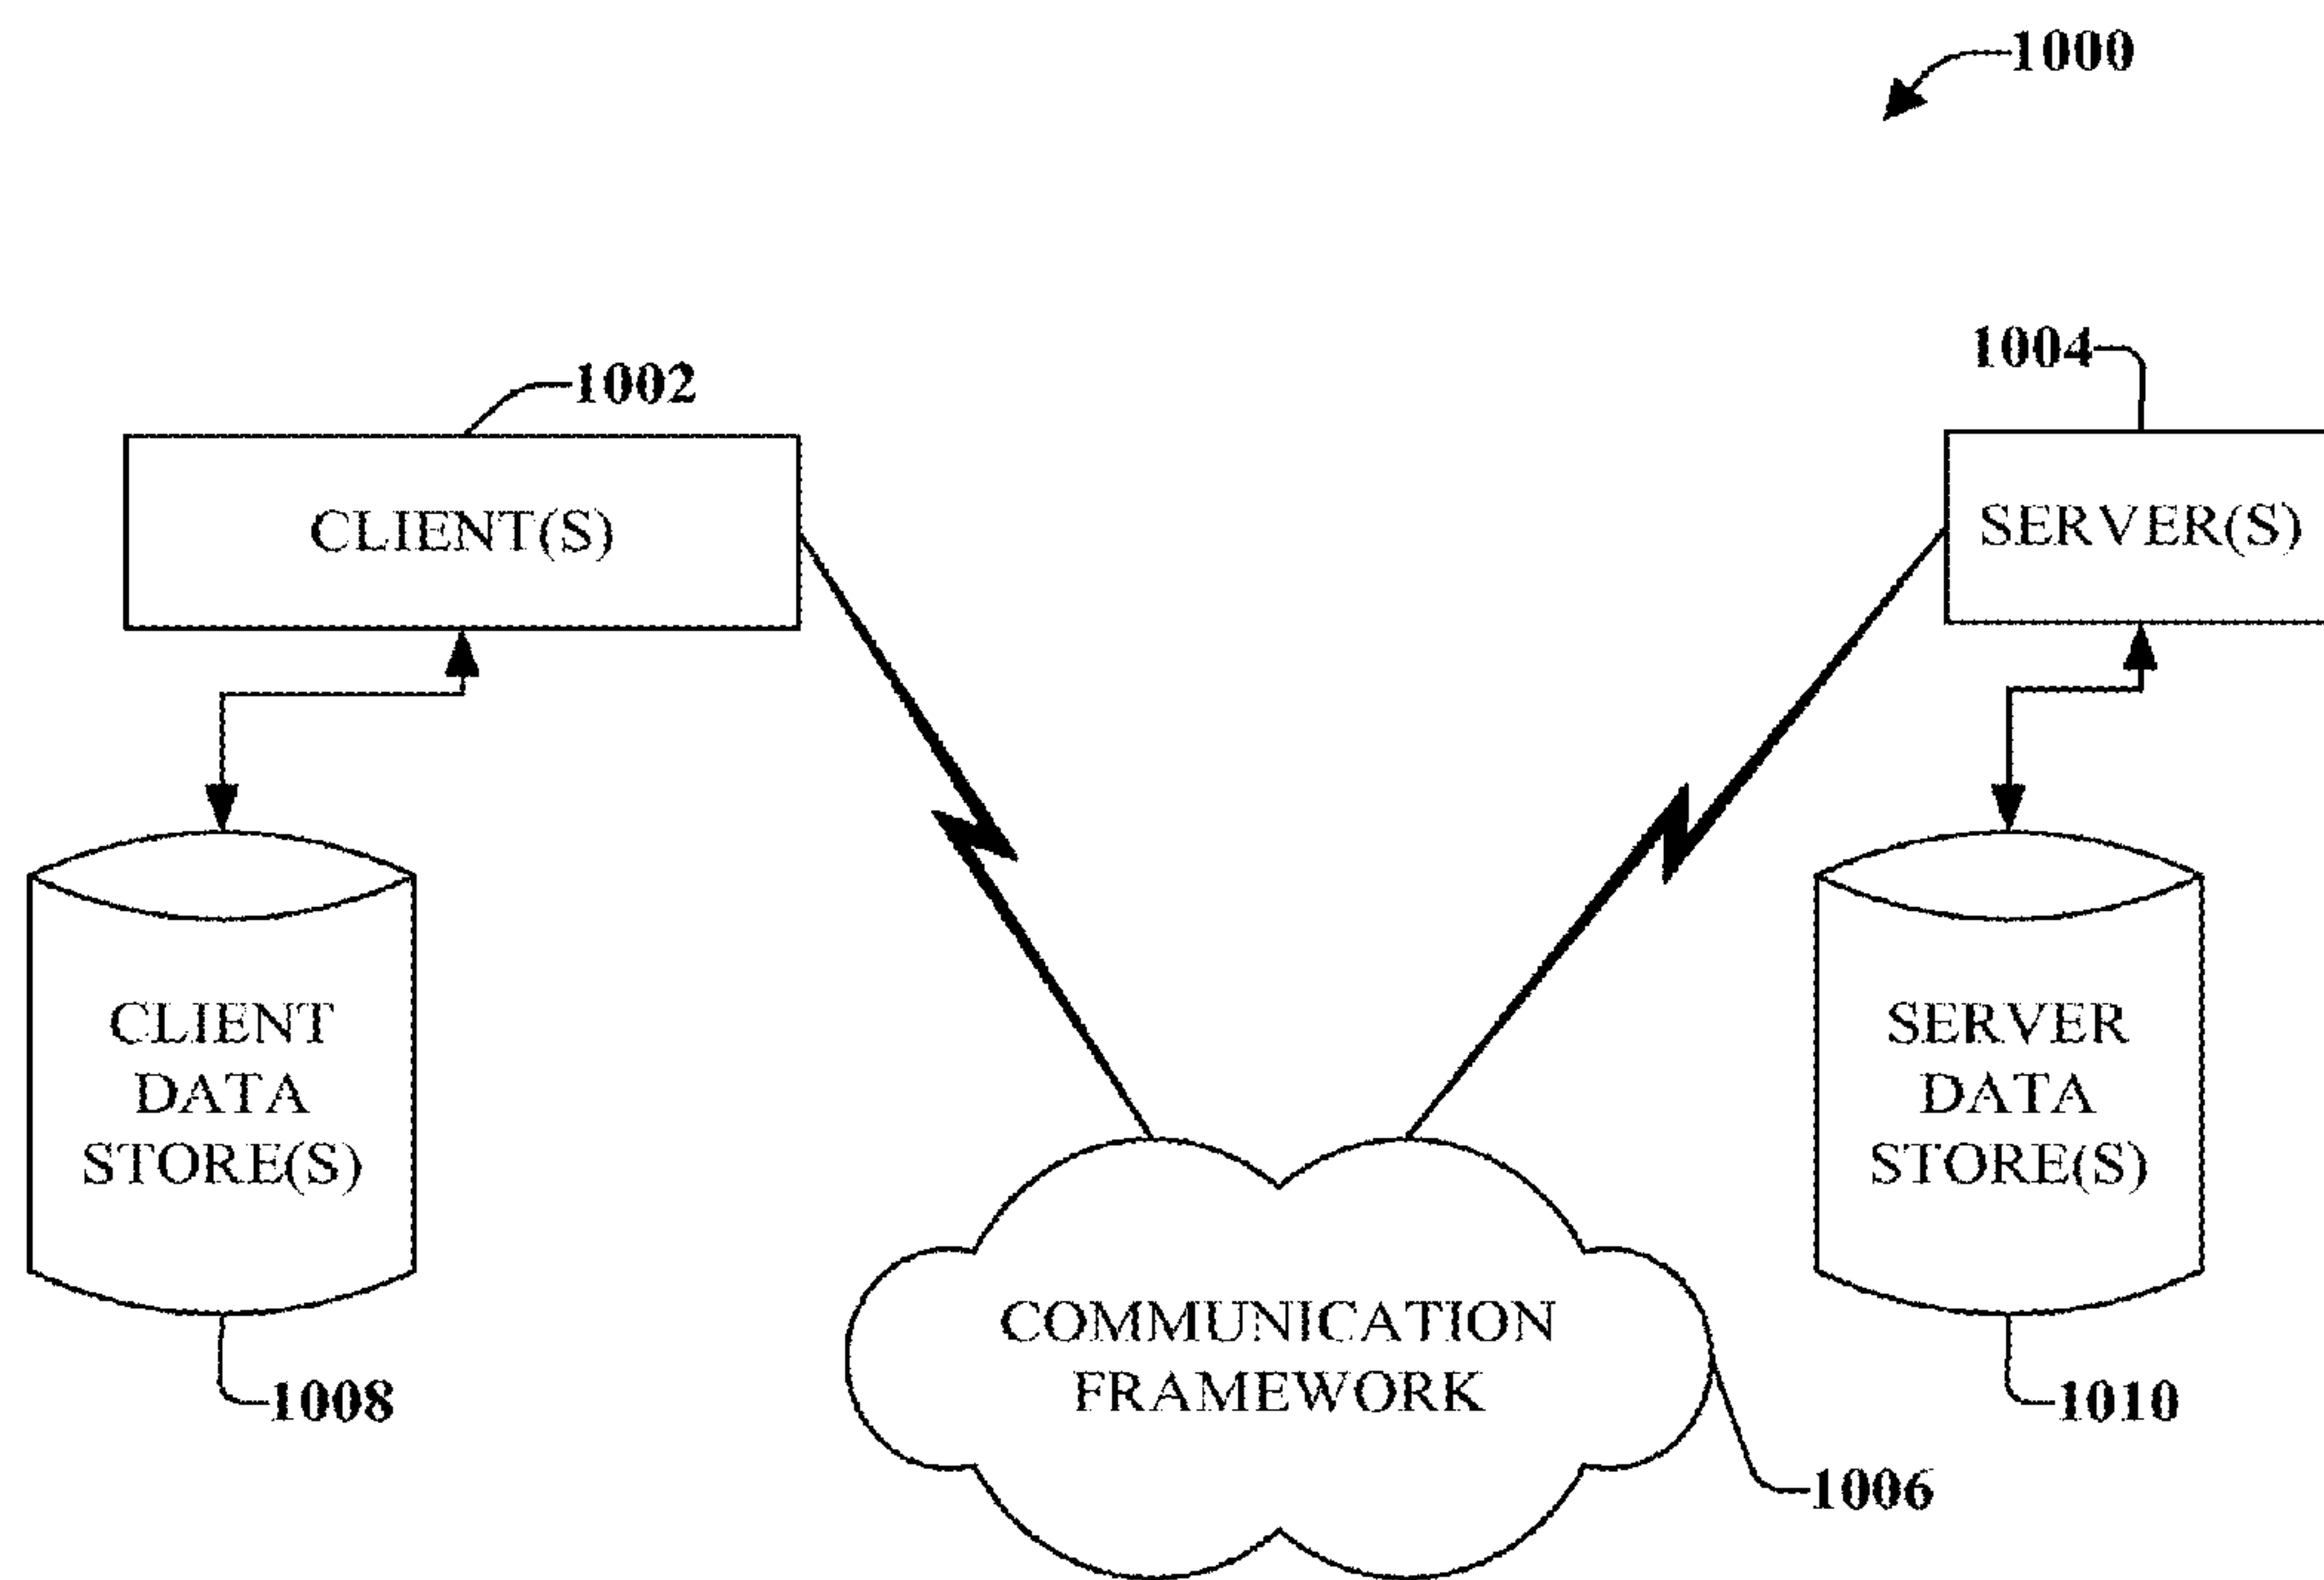 1000
1002
1004
CLIENT(S)
SERVER(S)
CLIENT
DATA
STORE(S)
SERVER
DATA
STORE(S)
COMMUNICATION
FRAMEWORK
1008
1010
1006